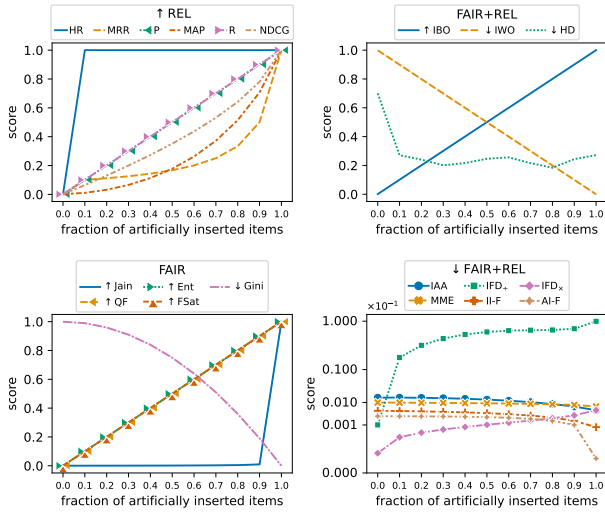 ↑ REL
HR MRR P MAP R NDCG
1.0
0.8
0.6
0.4
0.2
0.0
score
0.0 0.1 0.2 0.3 0.4 0.5 0.6 0.7 0.8 0.9 1.0
fraction of artificially inserted items
FAIR+REL
↑ IBO ↓ IWO ↓ HD
1.0
0.8
0.6
0.4
0.2
0.0
score
0.0 0.1 0.2 0.3 0.4 0.5 0.6 0.7 0.8 0.9 1.0
fraction of artificially inserted items
FAIR
↑ Jain ↑ Ent ↓ Gini
↑ QF ↑ FSat
1.0
0.8
0.6
0.4
0.2
0.0
score
0.0 0.1 0.2 0.3 0.4 0.5 0.6 0.7 0.8 0.9 1.0
fraction of artificially inserted items
↓ FAIR+REL
IAA IFD÷ IFD×
MME II-F AI-F
×10⁻¹
1.000
0.100
0.010
0.001
0.000
score
0.0 0.1 0.2 0.3 0.4 0.5 0.6 0.7 0.8 0.9 1.0
fraction of artificially inserted items